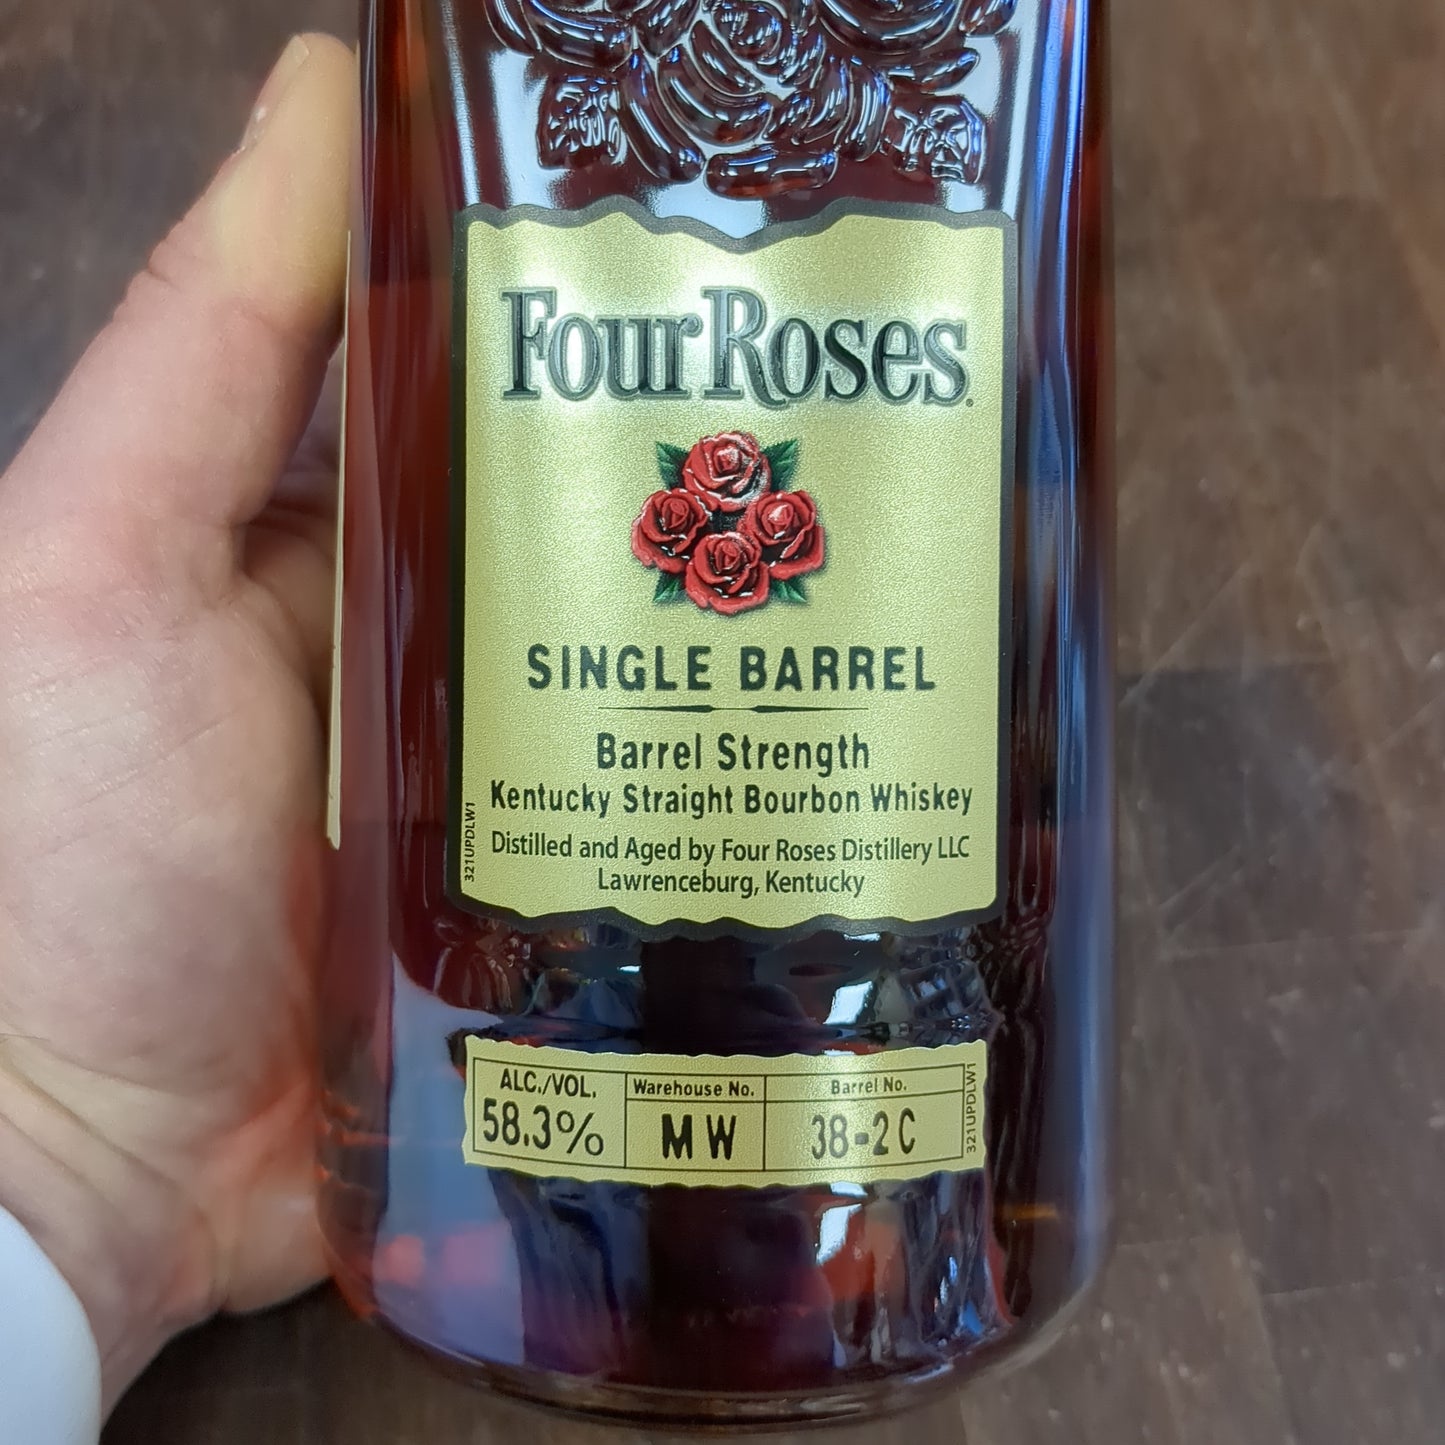 Four Roses.
SINGLE BARREL
Barrel Strength
Kentucky Straight Bourbon Whiskey
Distilled and Aged by Four Roses Distillery LLC
Lawrenceburg, Kentucky
321UPDLW1
ALC./VOL.
58.3%
Warehouse No.
MW
Barrel No.
38-2C
321UPDLW1